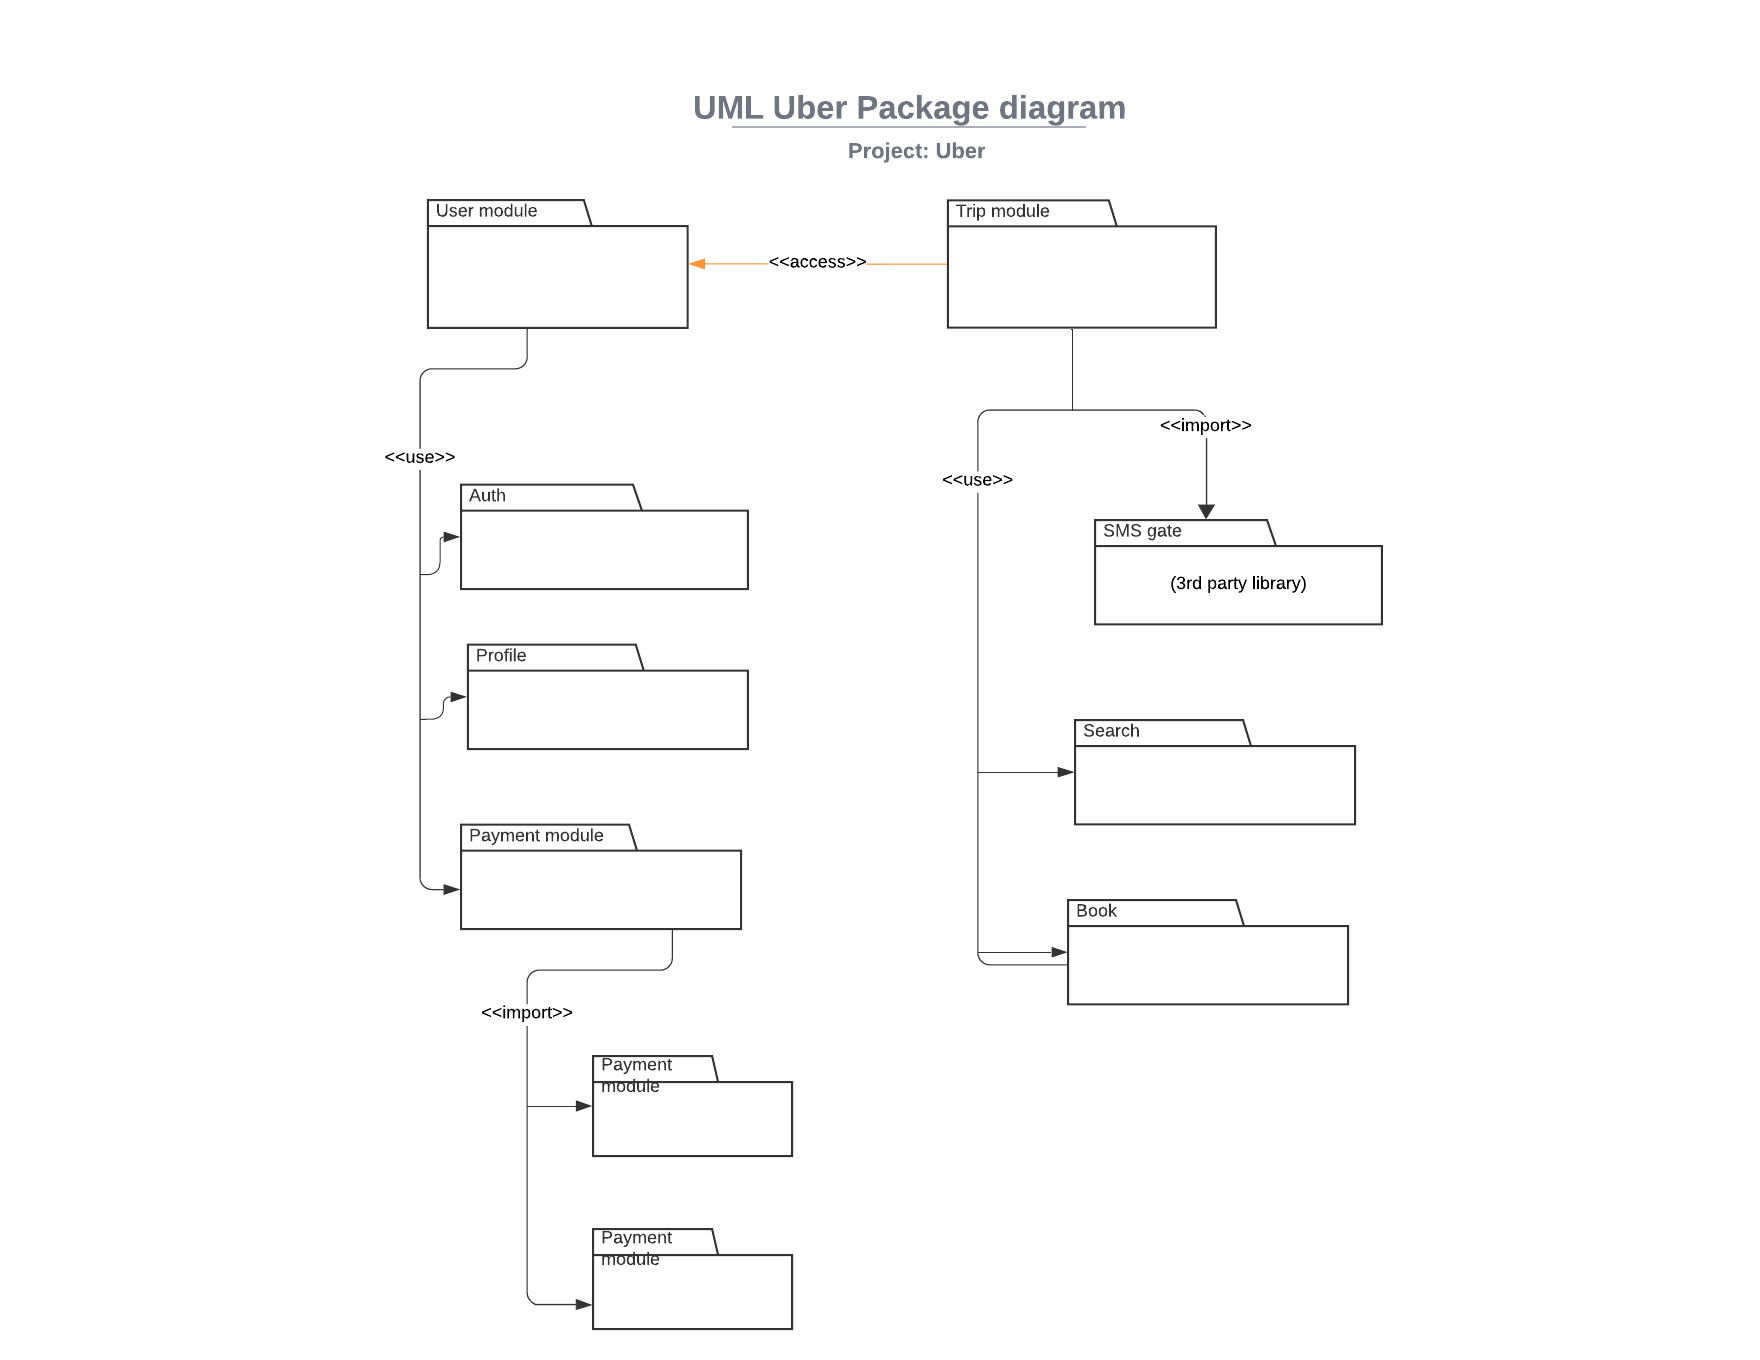 UML Uber Package diagram
Project: Uber
User module
Trip module
<<access>>
<<import>>
<<use>>
<<use>>
Auth
SMS gate
(3rd party library)
Profile
Search
Payment module
Book
<<import>>
Payment
module
Payment
module